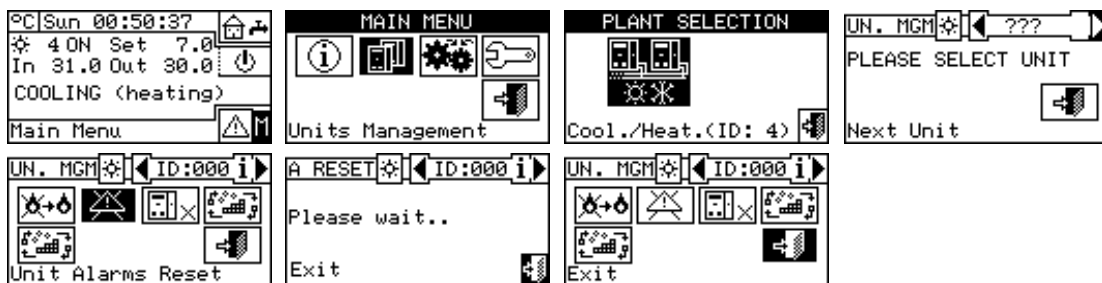 ºC Sun 00:50:37
4 ON Set 7.0
In 31.0 Out 30.0
COOLING (heating)
Main Menu M
MAIN MENU
i
Units Management
PLANT SELECTION
Cool./Heat.(ID: 4)
UN. MGM ???
PLEASE SELECT UNIT
Next Unit
UN. MGM ID:000 i
Unit Alarms Reset
A RESET ID:000 i
Please wait..
Exit
UN. MGM ID:000 i
Exit